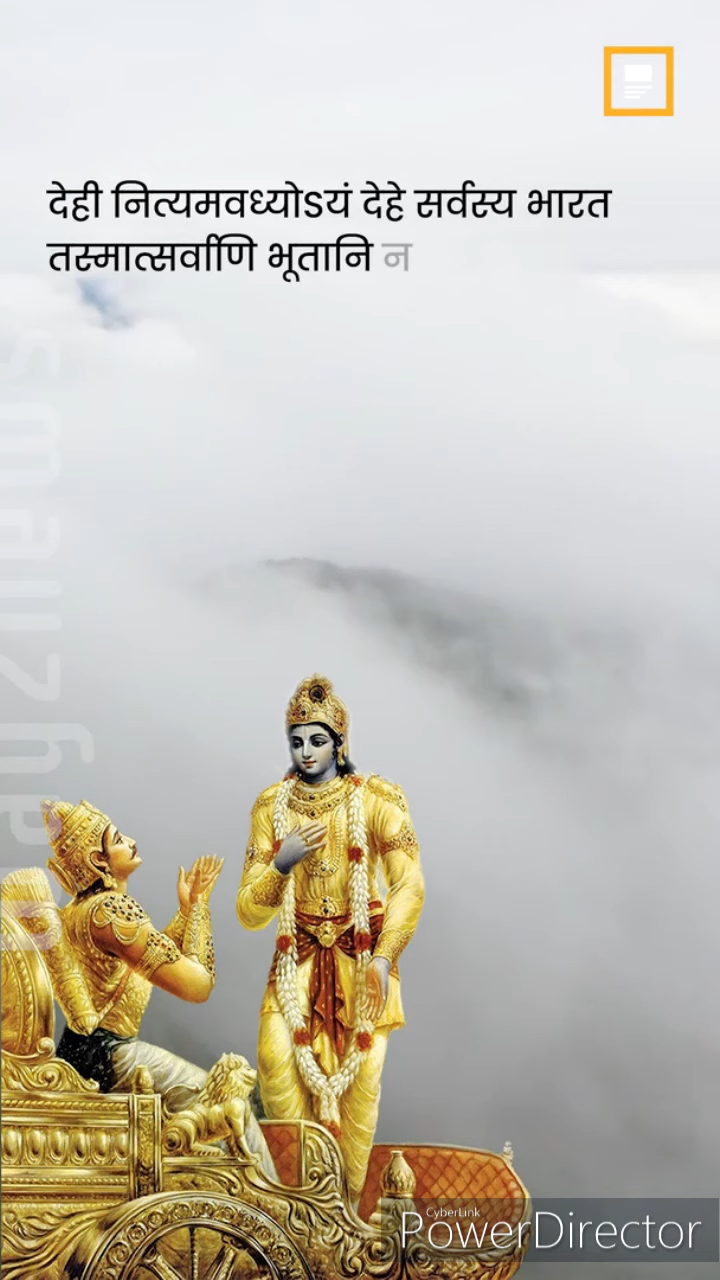 देही नित्यमवध्योऽयं देहे सर्वस्य भारत
तस्मात्सर्वाणि भूतानि न
CyberLink
PowerDirector